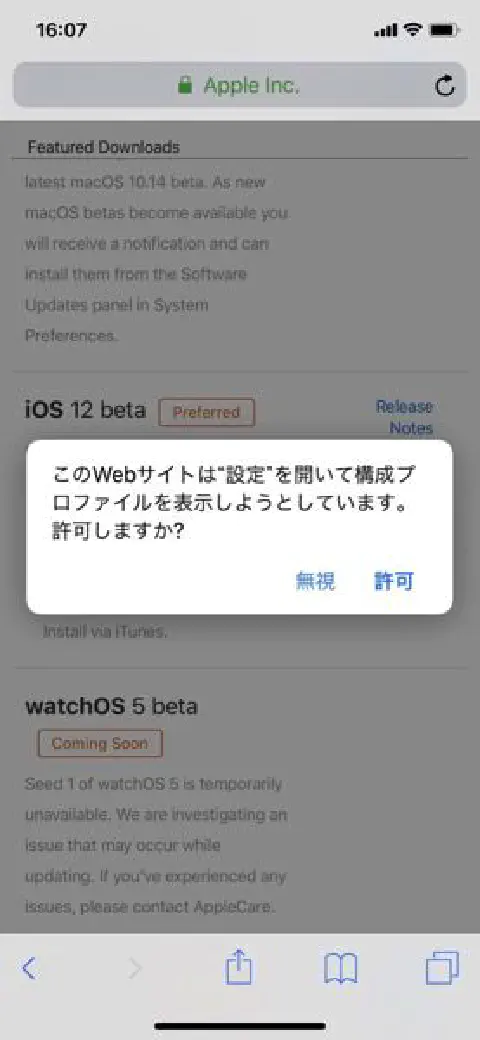 16:07
Apple Inc.
Featured Downloads
latest macOS 10.14 beta. As new
macOS betas become available you
will receive a notification and can
install them from the Software
Updates panel in System
Preferences.
iOS 12 beta Preferred Release
Notes
このWebサイトは“設定”を開いて構成プ
ロファイルを表示しようとしています。
許可しますか?
無視 許可
Install via iTunes.
watchOS 5 beta
Coming Soon
Seed 1 of watchOS 5 is temporarily
unavailable. We are investigating an
issue that may occur while
updating. If you've experienced any
issues, please contact AppleCare.